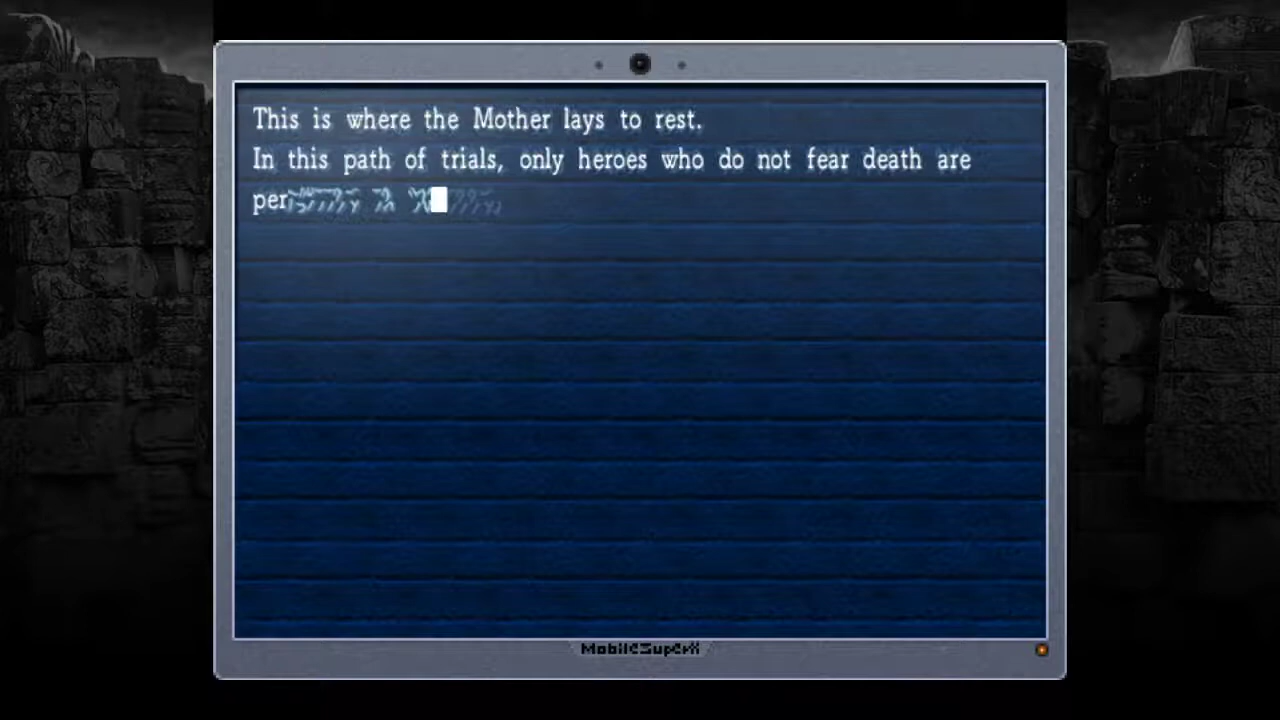 This is where the Mother lays to rest.
In this path of trials, only heroes who do not fear death are
per
MobileSuperX